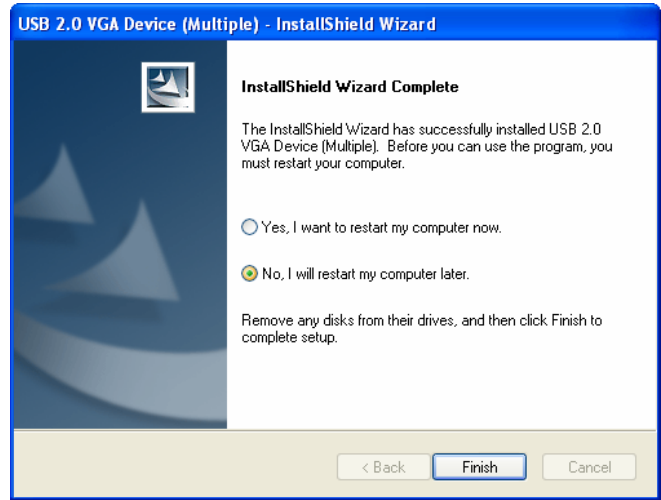 USB 2.0 VGA Device (Multiple) - InstallShield Wizard
InstallShield Wizard Complete
The InstallShield Wizard has successfully installed USB 2.0
VGA Device (Multiple). Before you can use the program, you
must restart your computer.
Yes, I want to restart my computer now.
No, I will restart my computer later.
Remove any disks from their drives, and then click Finish to
complete setup.
< Back
Finish
Cancel